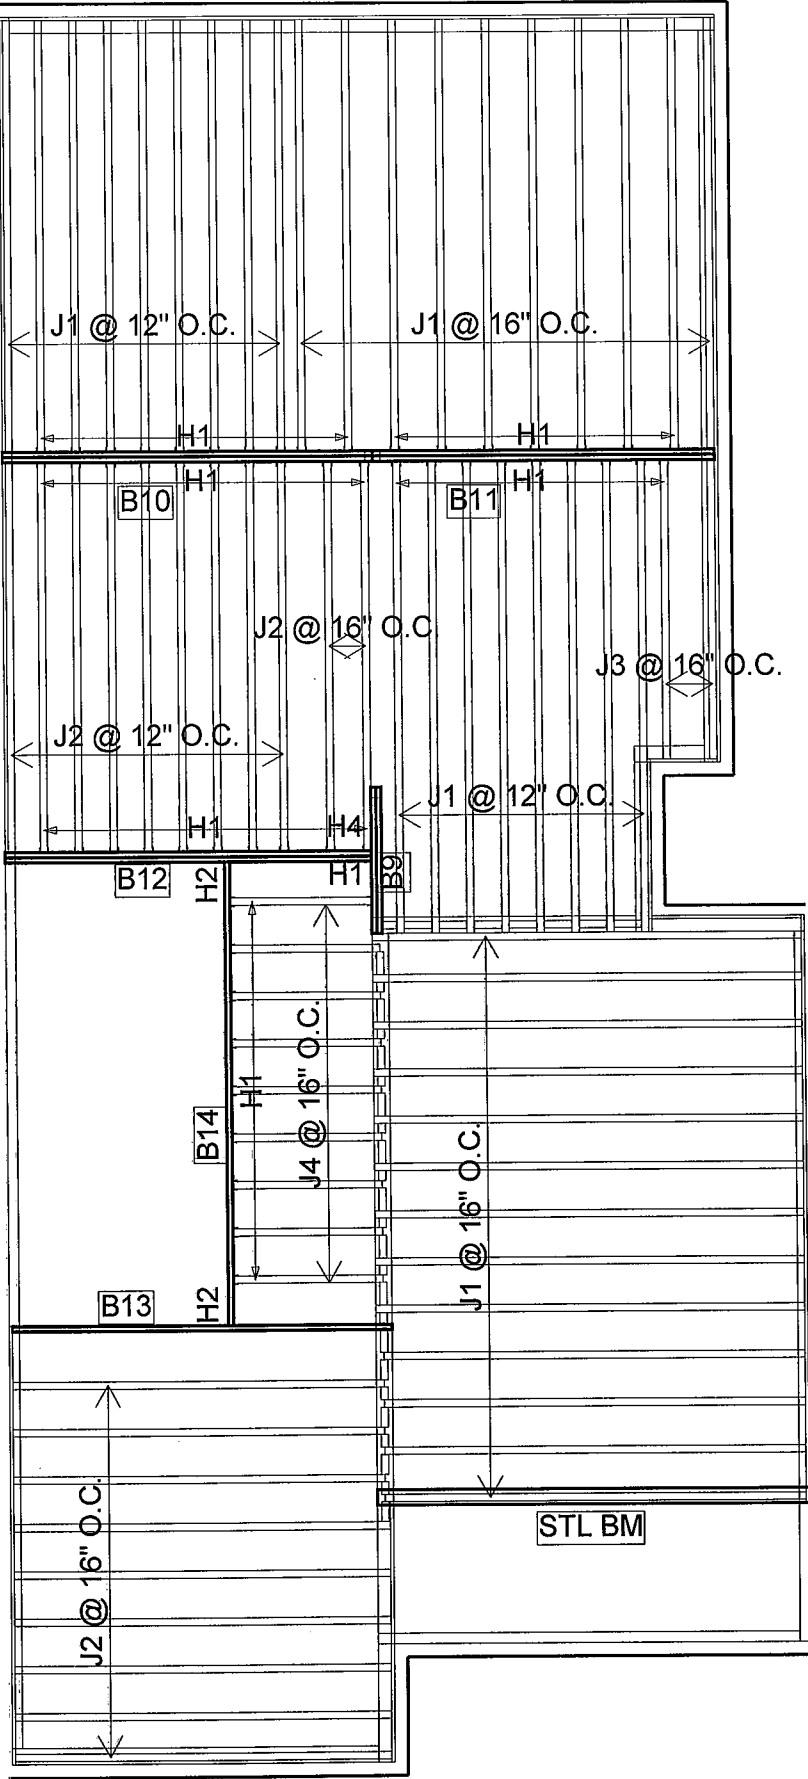 J1 @ 12" O.C.
J1 @ 16" O.C.
H1
H1
H1
H1
B10
B11
J2 @ 16" O.C
J3 @ 16" O.C.
J2 @ 12" O.C.
J1 @ 12" O.C.
H1
H4
B12
H2
H1
B9
J4 @ 16" O.C.
H1
B14
J1 @ 16" O.C.
B13
H2
J2 @ 16" O.C.
STL BM